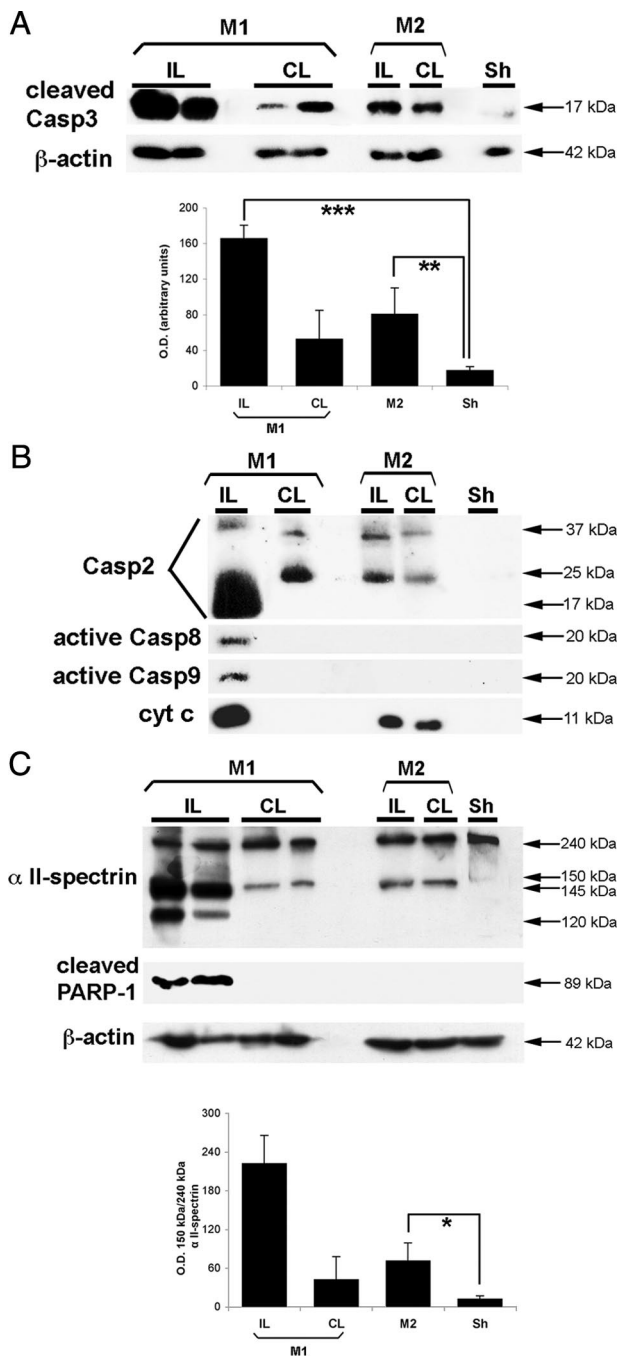 A
M1
M2
IL CL IL CL Sh
cleaved
Casp3
17 kDa
β-actin
42 kDa
O.D. (arbitrary units)
200
160
120
80
40
0
***
**
IL CL M2 Sh
M1
B
M1
M2
IL CL IL CL Sh
Casp2
37 kDa
25 kDa
17 kDa
active Casp8
20 kDa
active Casp9
20 kDa
cyt c
11 kDa
C
M1
M2
IL CL IL CL Sh
α II-spectrin
240 kDa
150 kDa
145 kDa
120 kDa
cleaved
PARP-1
89 kDa
β-actin
42 kDa
O.D. 150 kDa/240 kDa
α II-spectrin
300
240
180
120
60
0
*
IL CL M2 Sh
M1